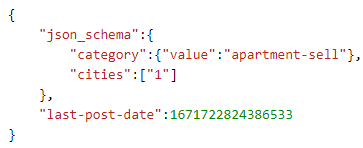 {
    "json_schema":{
        "category":{"value":"apartment-sell"},
        "cities":["1"]
    },
    "last-post-date":1671722824386533
}